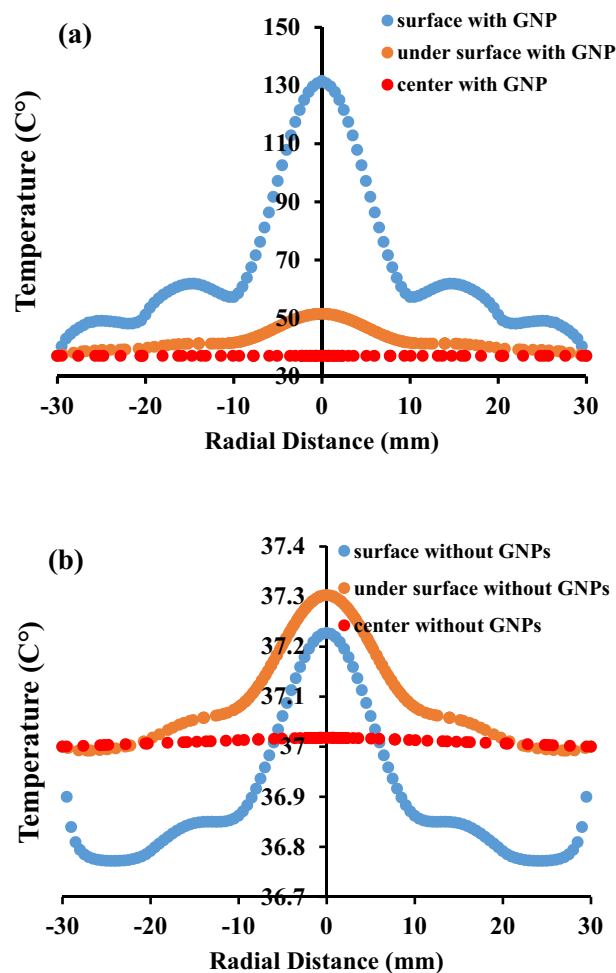 (a)
surface with GNP
under surface with GNP
center with GNP
Temperature (C°)
150
130
110
90
70
50
30
-30 -20 -10 0 10 20 30
Radial Distance (mm)
(b)
surface without GNPs
under surface without GNPs
center without GNPs
Temperature (C°)
37.4
37.3
37.2
37.1
37
36.9
36.8
36.7
-30 -20 -10 0 10 20 30
Radial Distance (mm)